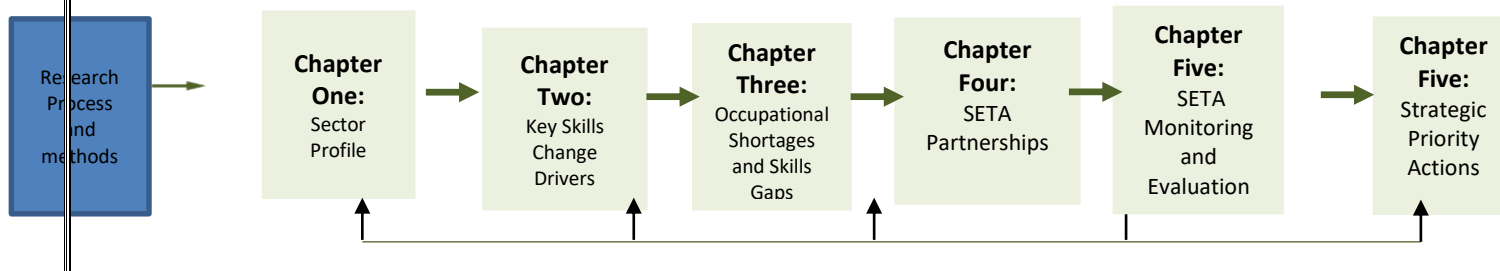 Research
Process
and
methods
Chapter
One:
Sector
Profile
Chapter
Two:
Key Skills
Change
Drivers
Chapter
Three:
Occupational
Shortages
and Skills
Gaps
Chapter
Four:
SETA
Partnerships
Chapter
Five:
SETA
Monitoring
and
Evaluation
Chapter
Five:
Strategic
Priority
Actions